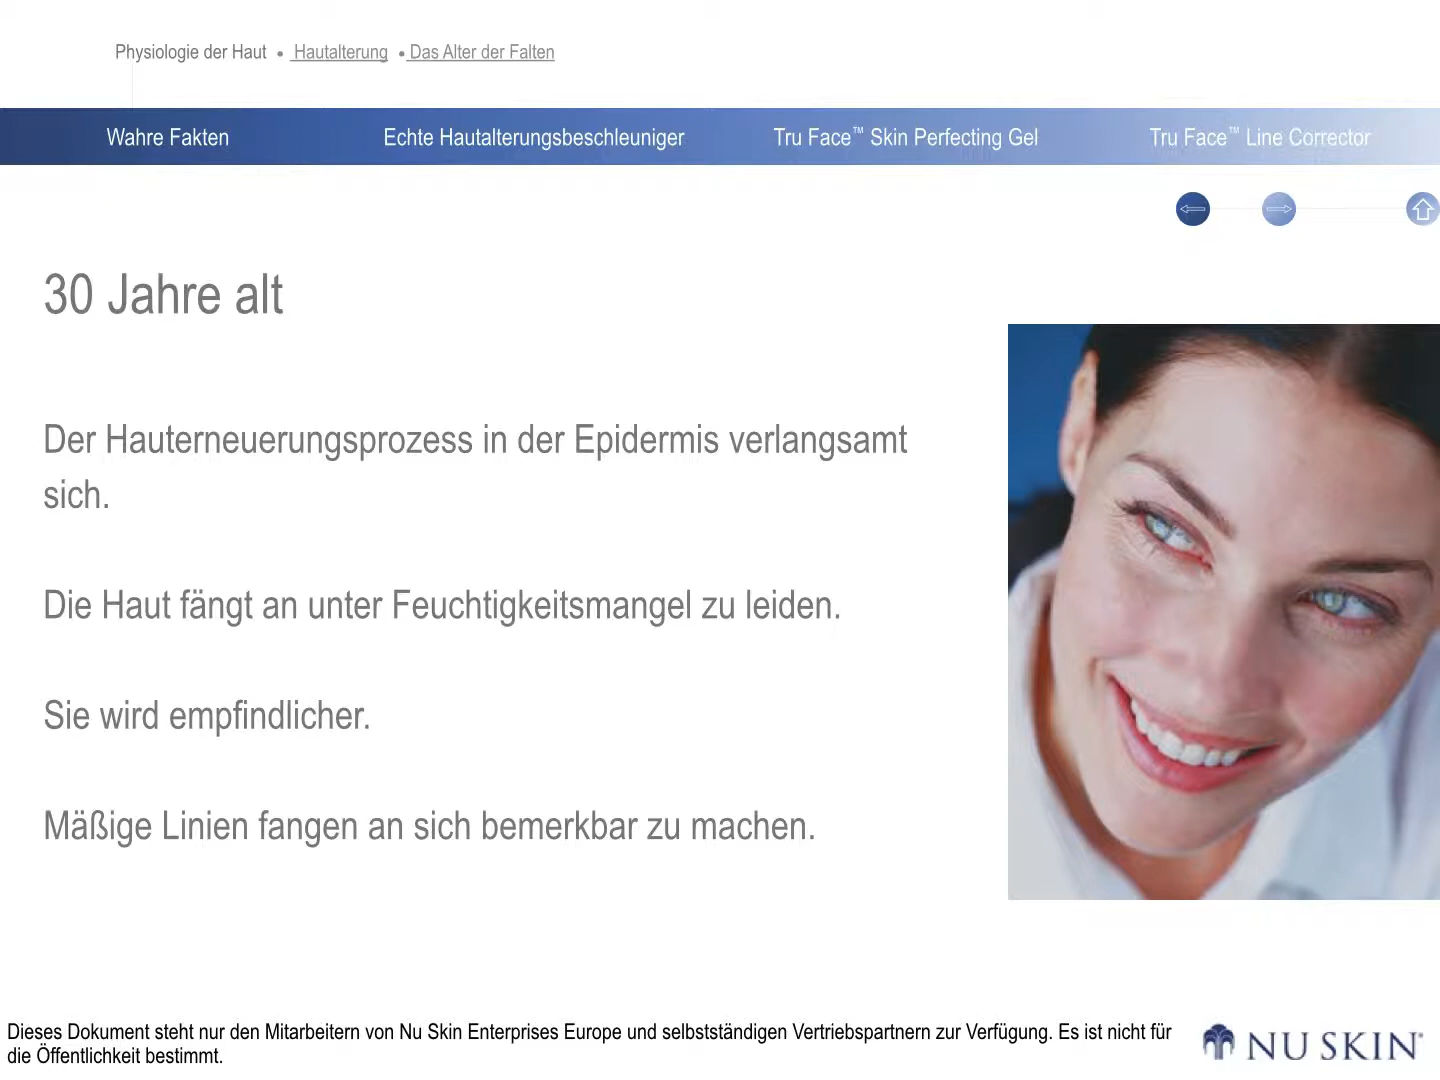 Physiologie der Haut • Hautalterung • Das Alter der Falten
Wahre Fakten
Echte Hautalterungsbeschleuniger
Tru Face™ Skin Perfecting Gel
Tru Face™ Line Corrector
30 Jahre alt
Der Hauterneuerungsprozess in der Epidermis verlangsamt
sich.
Die Haut fängt an unter Feuchtigkeitsmangel zu leiden.
Sie wird empfindlicher.
Mäßige Linien fangen an sich bemerkbar zu machen.
Dieses Dokument steht nur den Mitarbeitern von Nu Skin Enterprises Europe und selbstständigen Vertriebspartnern zur Verfügung. Es ist nicht für
die Öffentlichkeit bestimmt.
NU SKIN®